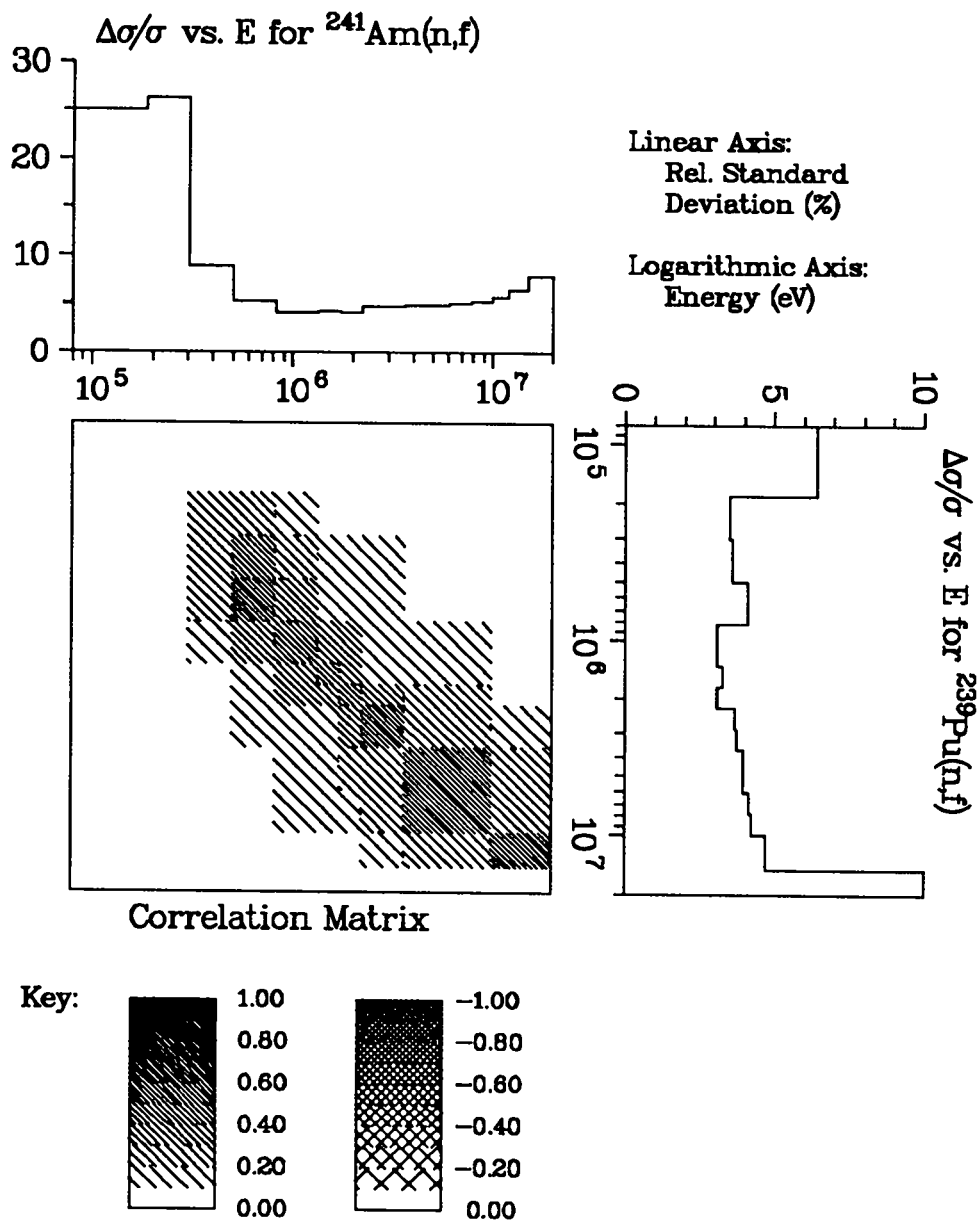 Δσ/σ vs. E for ²⁴¹Am(n,f)
30
20
10
0
10⁵ 10⁶ 10⁷
Linear Axis:
Rel. Standard
Deviation (%)
Logarithmic Axis:
Energy (eV)
0 5 10
10⁵
10⁶
10⁷
Δσ/σ vs. E for ²³⁹Pu(n,f)
Correlation Matrix
Key:
1.00
0.80
0.60
0.40
0.20
0.00
-1.00
-0.80
-0.60
-0.40
-0.20
0.00